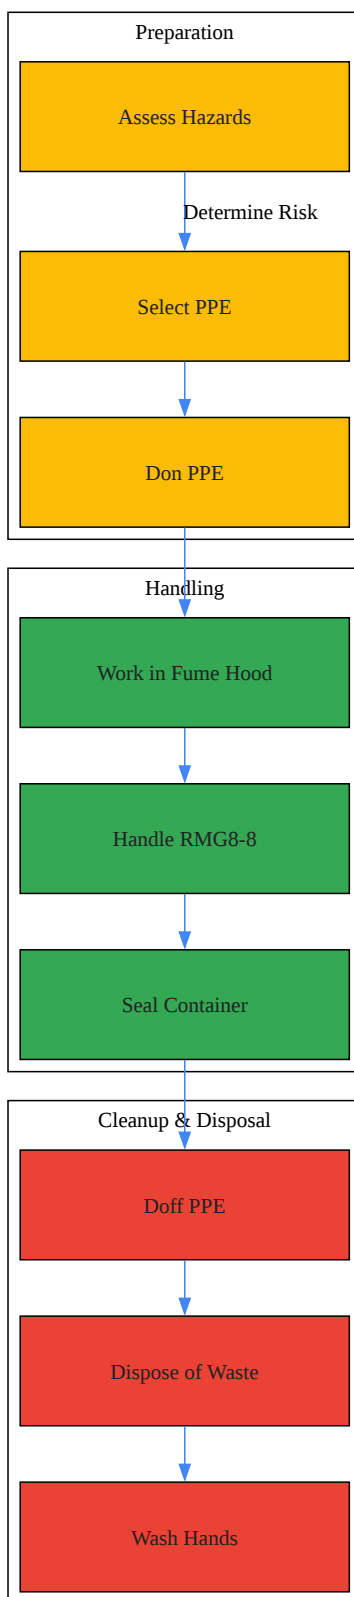 Preparation
Assess Hazards
Determine Risk
Select PPE
Don PPE
Handling
Work in Fume Hood
Handle RMG8-8
Seal Container
Cleanup & Disposal
Doff PPE
Dispose of Waste
Wash Hands